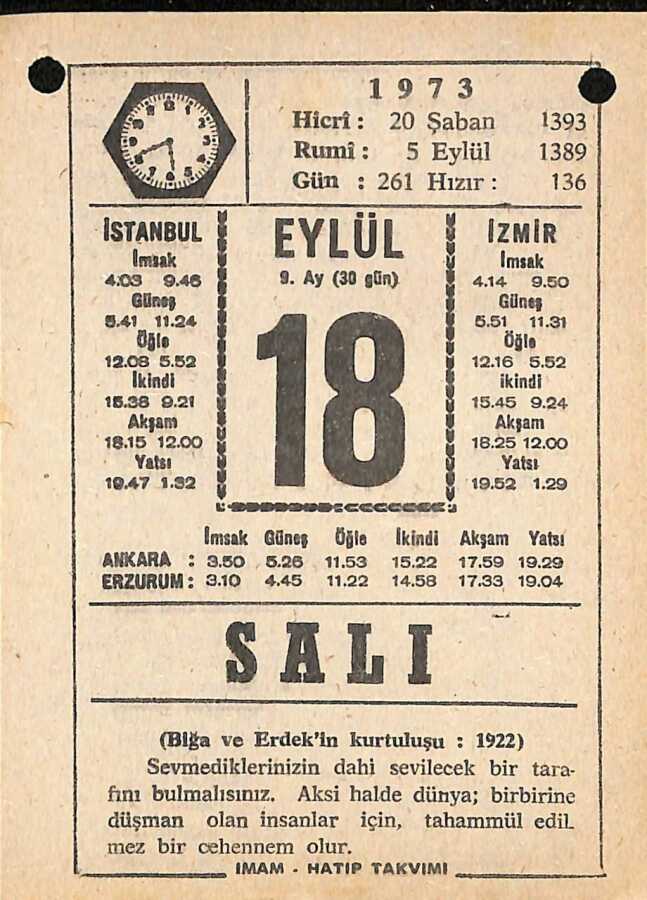 1973
Hicrî : 20 Şaban 1393
Rumî : 5 Eylül 1389
Gün : 261 Hızır : 136
İSTANBUL
İmsak
4.03 9.46
Güneş
5.41 11.24
Öğle
12.08 5.52
İkindi
15.38 9.21
Akşam
18.15 12.00
Yatsı
19.47 1.32
EYLÜL
9. Ay (30 gün)
18
İZMİR
İmsak
4.14 9.50
Güneş
5.51 11.31
Öğle
12.16 5.52
ikindi
15.45 9.24
Akşam
18.25 12.00
Yatsı
19.52 1.29
İmsak Güneş Öğle İkindi Akşam Yatsı
ANKARA : 3.50 5.26 11.53 15.22 17.59 19.29
ERZURUM : 3.10 4.45 11.22 14.58 17.33 19.04
SALI
(Biğa ve Erdek'in kurtuluşu : 1922)
Sevmediklerinizin dahi sevilecek bir tara-
fını bulmalısınız. Aksi halde dünya; birbirine
düşman olan insanlar için, tahammül edil-
mez bir cehennem olur.
İMAM - HATİP TAKVİMİ